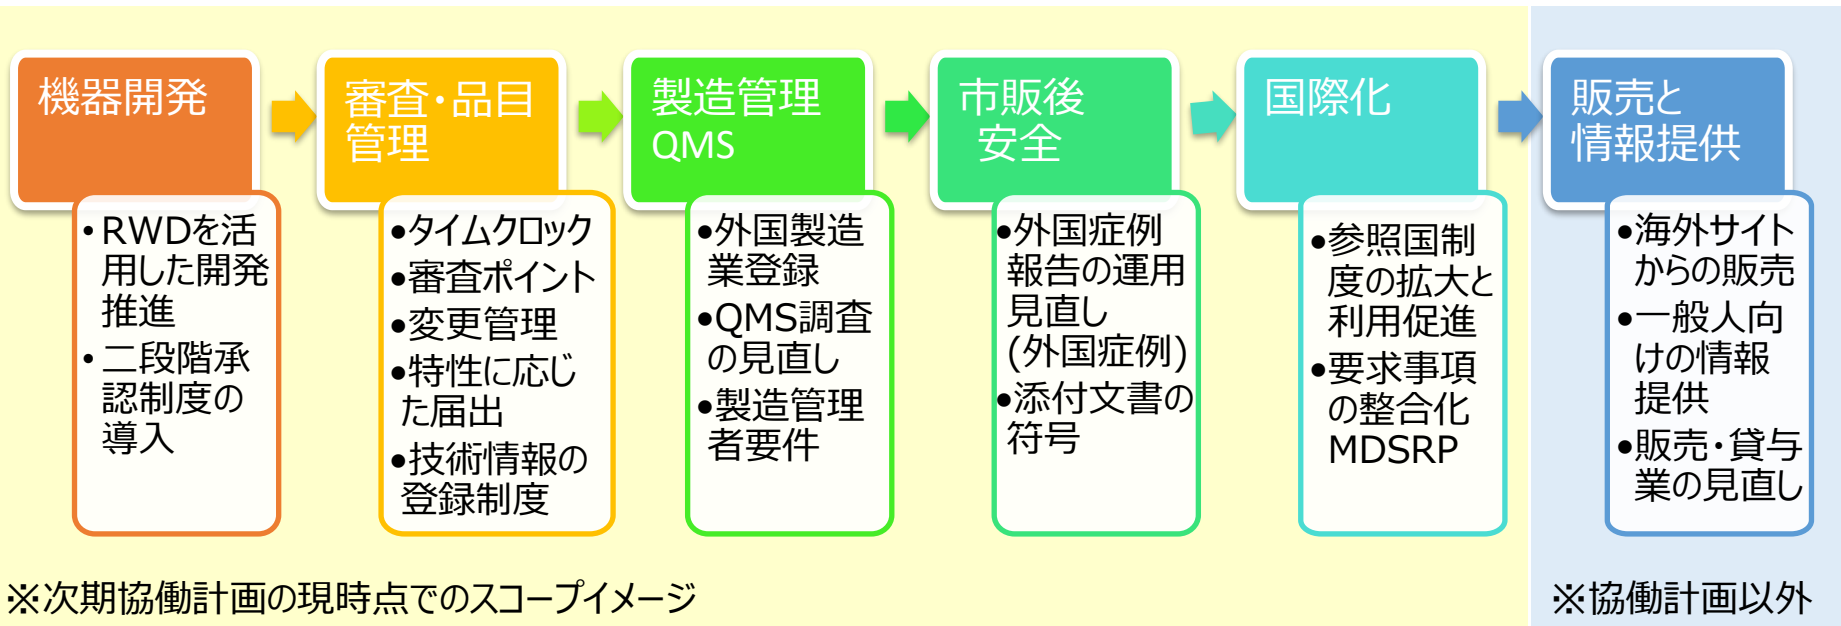 機器開発
・RWDを活
用した開発
推進
・二段階承
認制度の
導入
審査・品目
管理
●タイムクロック
●審査ポイント
●変更管理
●特性に応じ
た届出
●技術情報の
登録制度
製造管理
QMS
●外国製造
業登録
●QMS調査
の見直し
●製造管理
者要件
市販後
安全
●外国症例
報告の運用
見直し
(外国症例)
●添付文書の
符号
国際化
●参照国制
度の拡大と
利用促進
●要求事項
の整合化
MDSRP
販売と
情報提供
●海外サイト
からの販売
●一般人向
けの情報
提供
●販売・貸与
業の見直し
※次期協働計画の現時点でのスコープイメージ
※協働計画以外